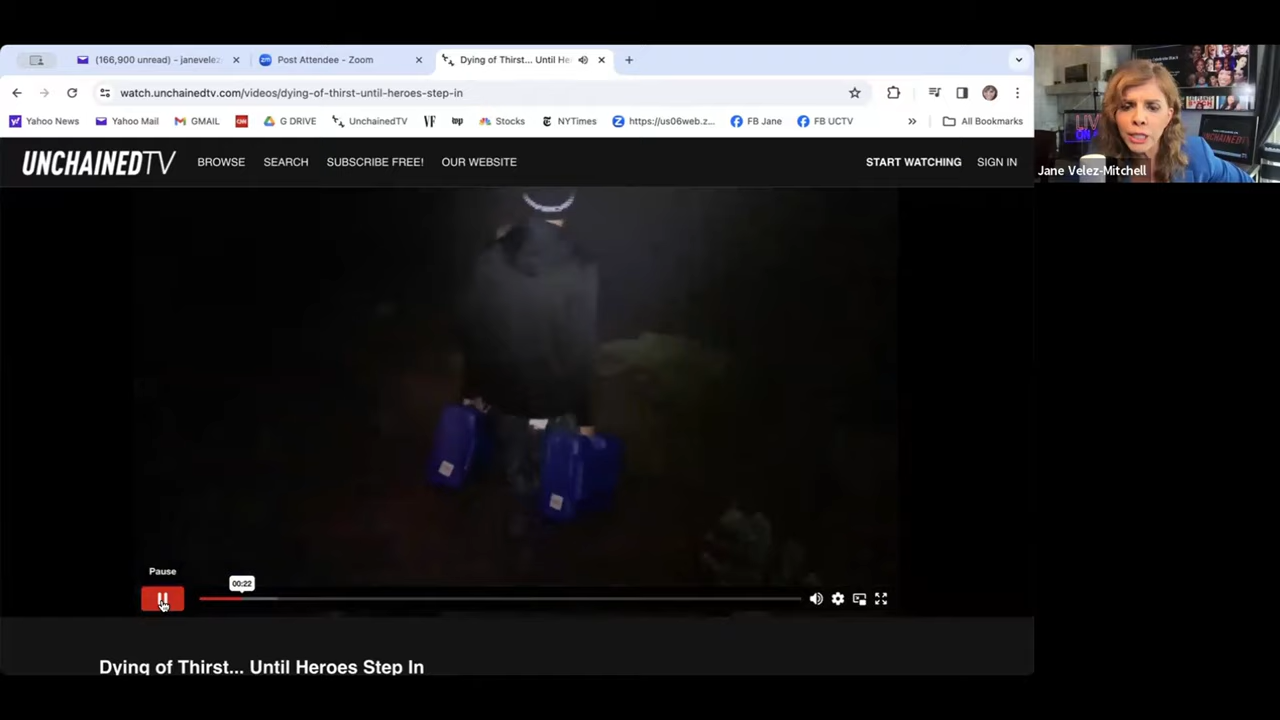 (166,900 unread) - janevelez
Post Attendee - Zoom
Dying of Thirst... Until He
watch.unchainedtv.com/videos/dying-of-thirst-until-heroes-step-in
Yahoo News
Yahoo Mail
GMAIL
CNN
G DRIVE
UnchainedTV
VF
Stocks
NYTimes
https://us06web.z...
FB Jane
FB UCTV
All Bookmarks
UNCHAINEDTV
BROWSE
SEARCH
SUBSCRIBE FREE!
OUR WEBSITE
START WATCHING
SIGN IN
Jane Velez-Mitchell
Pause
00:22
Dying of Thirst... Until Heroes Step In